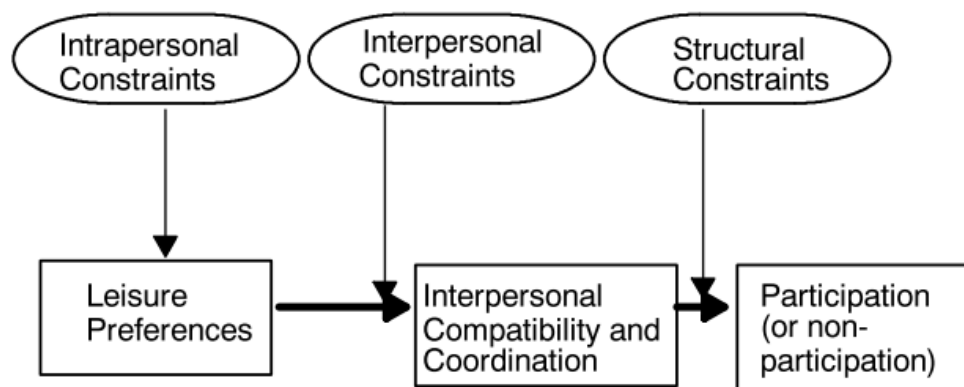 Intrapersonal
Constraints
Interpersonal
Constraints
Structural
Constraints
Leisure
Preferences
Interpersonal
Compatibility and
Coordination
Participation
(or non-
participation)